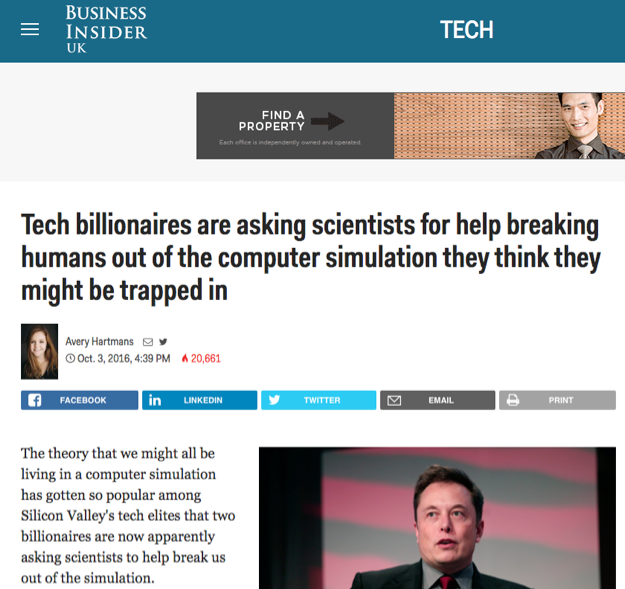 BUSINESS
INSIDER
UK
TECH
FIND A
PROPERTY
Each office is independently owned and operated
Tech billionaires are asking scientists for help breaking
humans out of the computer simulation they think they
might be trapped in
Avery Hartmans
Oct. 3, 2016, 4:39 PM 20,661
FACEBOOK
LINKEDIN
TWITTER
EMAIL
PRINT
The theory that we might all be
living in a computer simulation
has gotten so popular among
Silicon Valley's tech elites that two
billionaires are now apparently
asking scientists to help break us
out of the simulation.